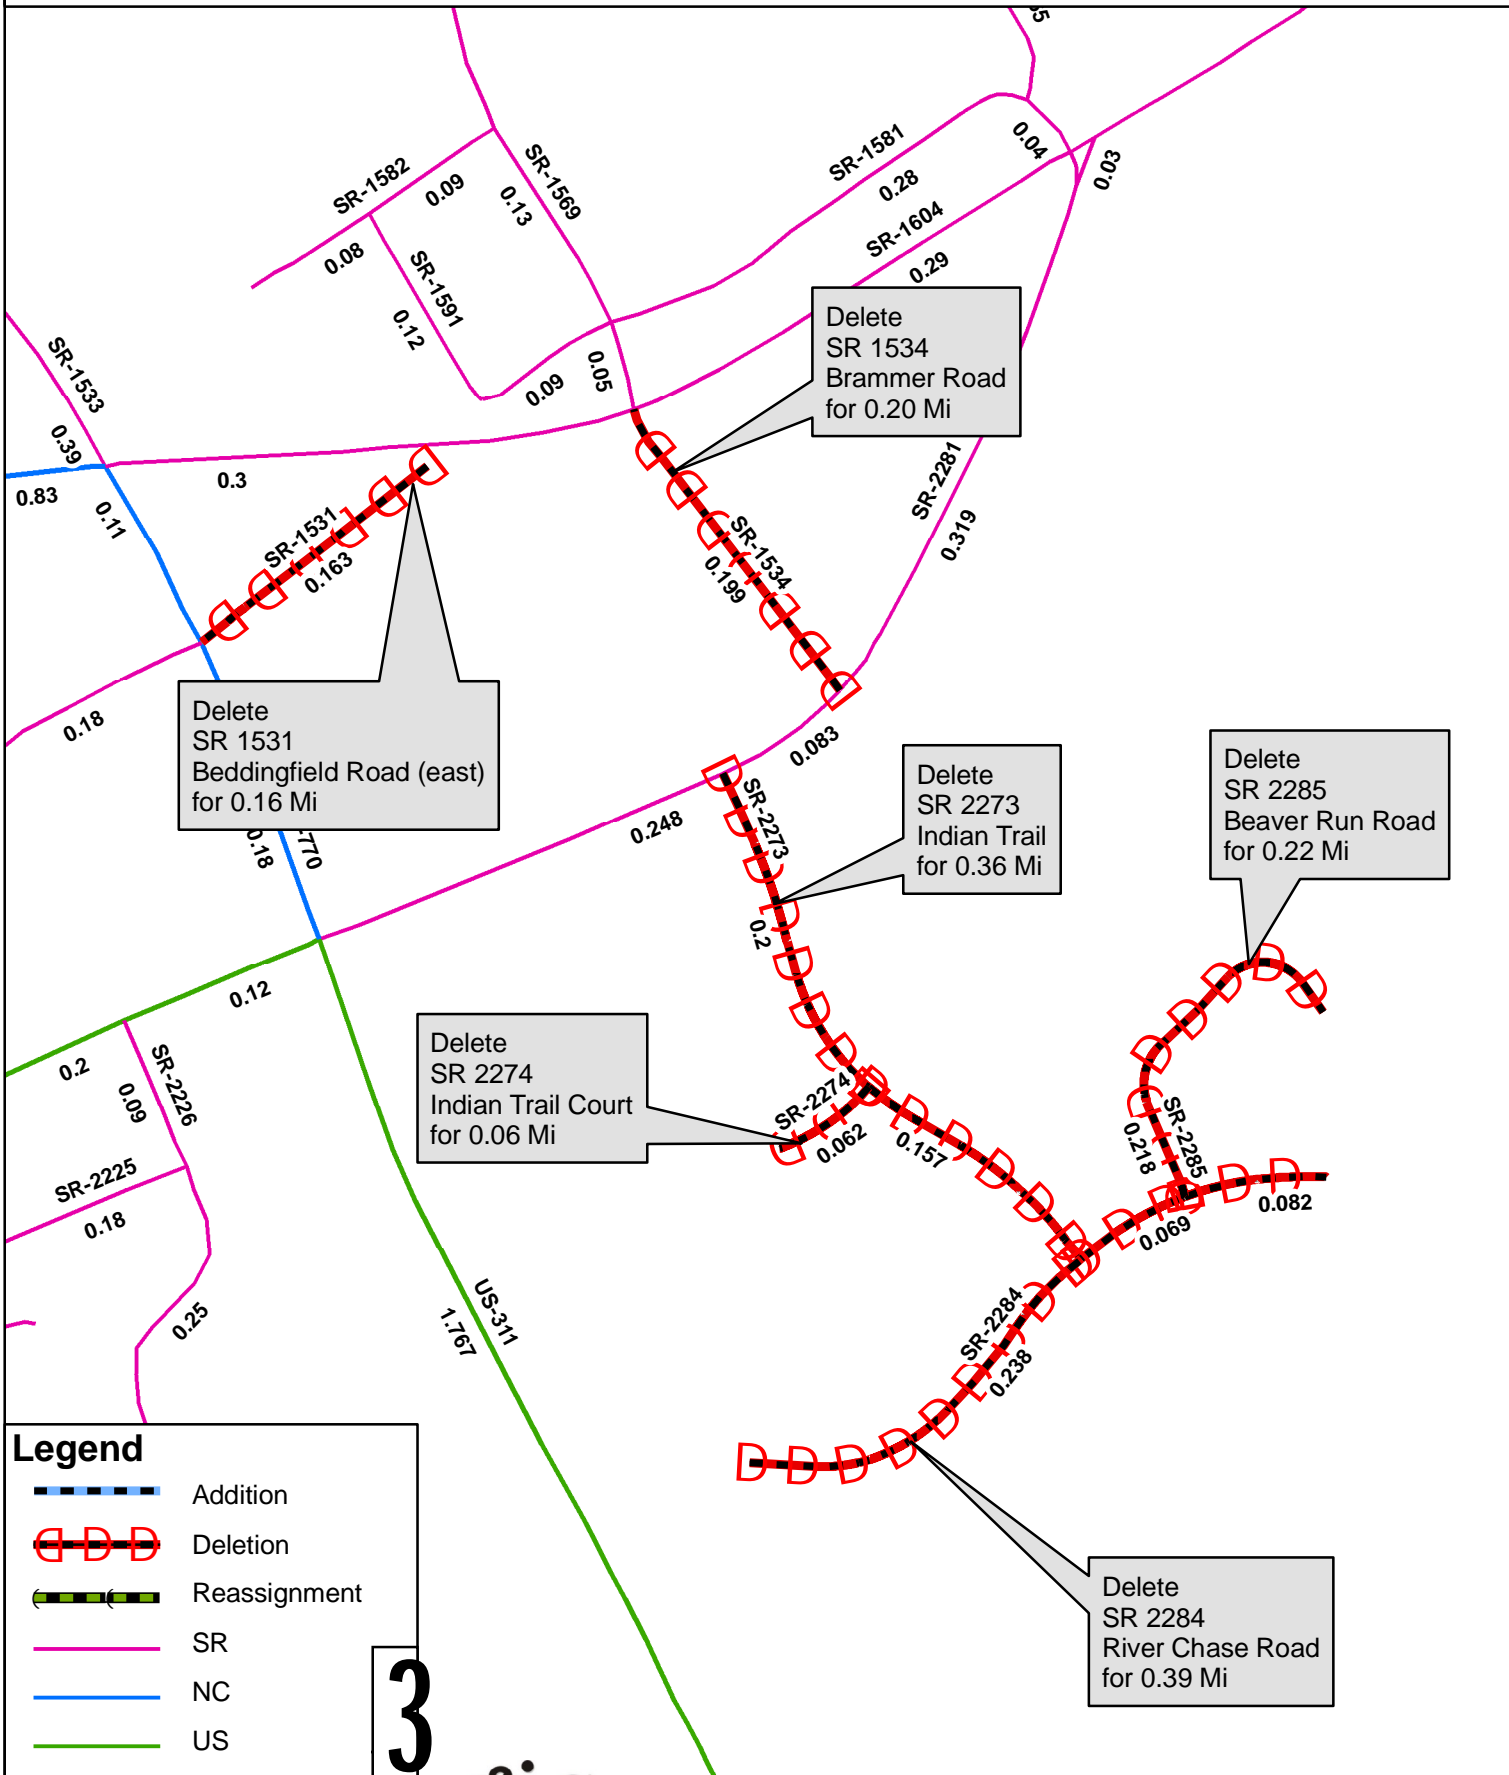 SR-1582
0.09
0.08
SR-1569
0.13
SR-1591
0.12
0.09
0.05
SR-1581
0.28
0.04
0.03
SR-1604
0.29
SR-1533
0.39
0.83
0.11
0.3
Delete
SR 1534
Brammer Road
for 0.20 Mi
SR-1531
0.163
SR-1534
0.199
SR-2281
0.319
0.18
Delete
SR 1531
Beddingfield Road (east)
for 0.16 Mi
0.083
0.18
-770
0.248
SR-2273
0.2
Delete
SR 2273
Indian Trail
for 0.36 Mi
Delete
SR 2285
Beaver Run Road
for 0.22 Mi
0.12
0.2
SR-2226
0.09
Delete
SR 2274
Indian Trail Court
for 0.06 Mi
SR-2274
0.062
0.157
SR-2285
0.218
0.069
0.082
SR-2225
0.18
0.25
US-311
1.767
SR-2284
0.238
Delete
SR 2284
River Chase Road
for 0.39 Mi
Legend
Addition
Deletion
Reassignment
SR
NC
US
3